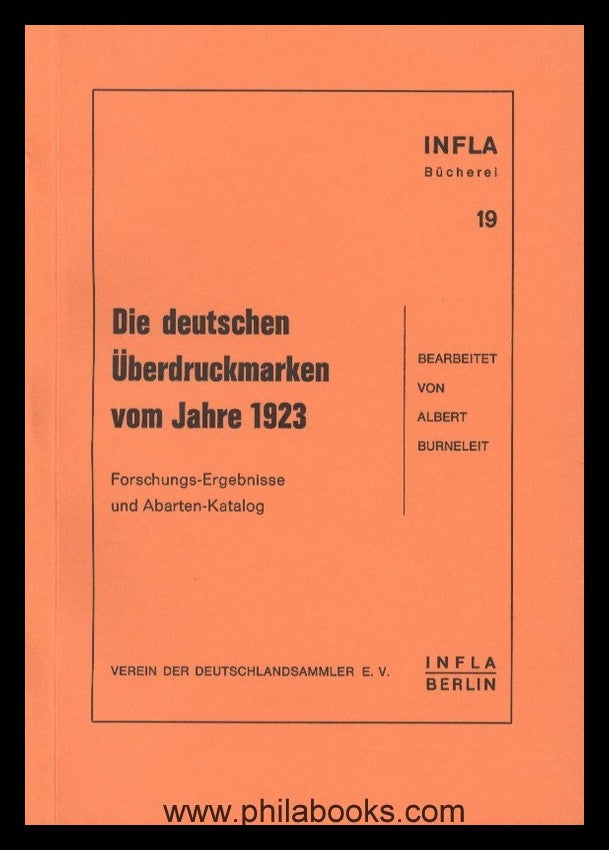 INFLA
Bücherei
19
Die deutschen
Überdruckmarken
vom Jahre 1923
Forschungs-Ergebnisse
und Abarten-Katalog
BEARBEITET
VON
ALBERT
BURNELEIT
VEREIN DER DEUTSCHLANDSAMMLER E. V.
INFLA
BERLIN
www.philabooks.com